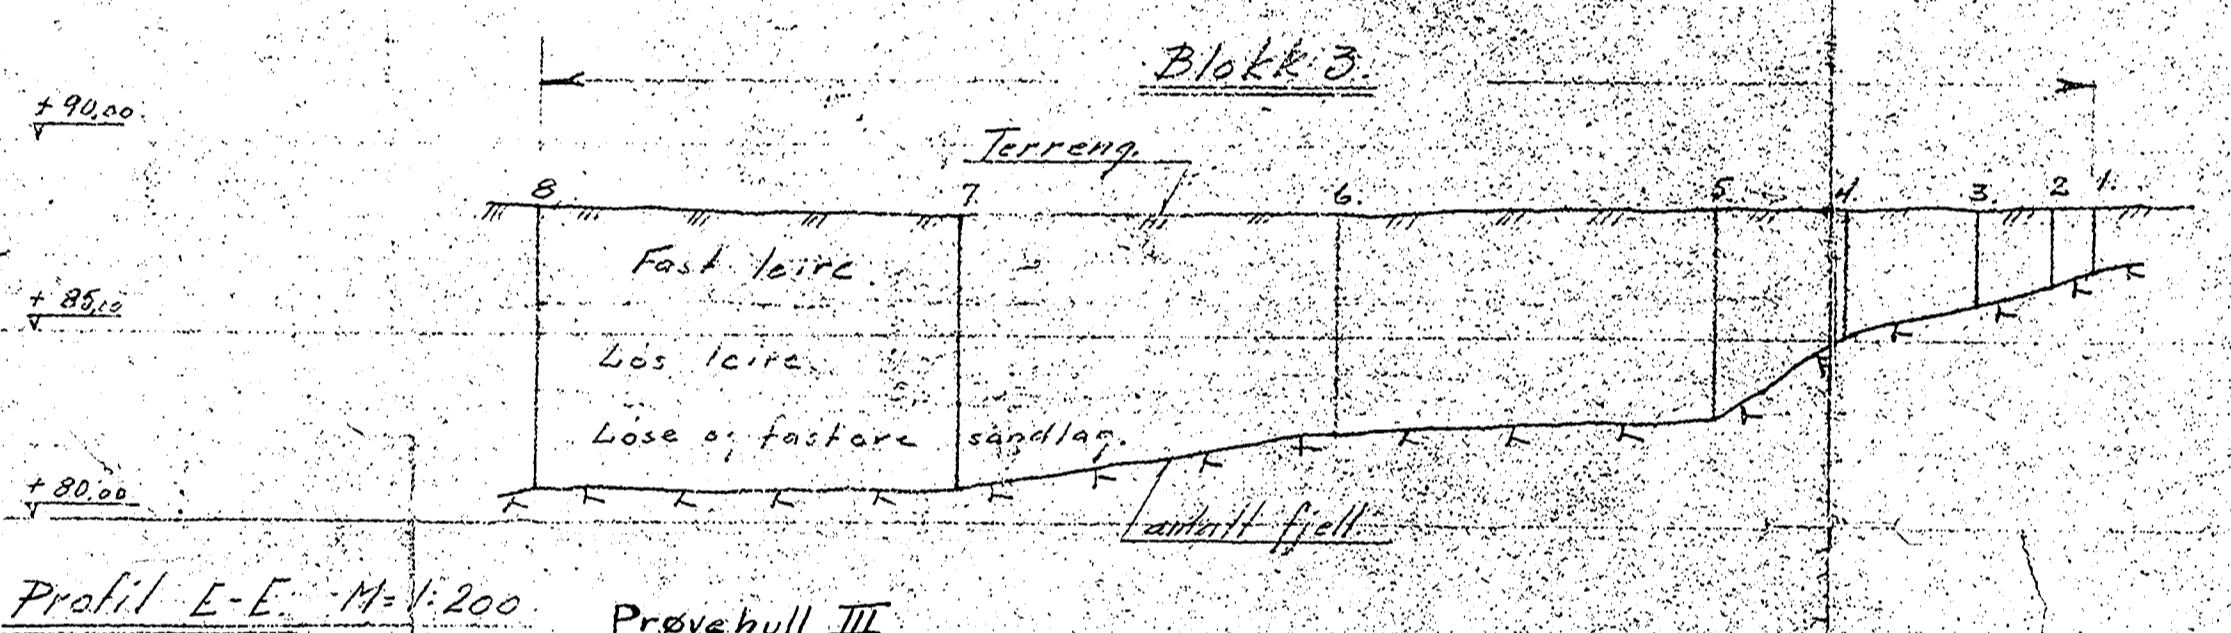 Blokk 3.
+ 90,00
Terreng.
8 7 6. 5. 4. 3. 2 1.
Fast leire
+ 85,00
Løs leire
Løse og fastere sandlag.
+ 80,00
antatt fjell
Profil E-E. M=1:200
Prøvehull III